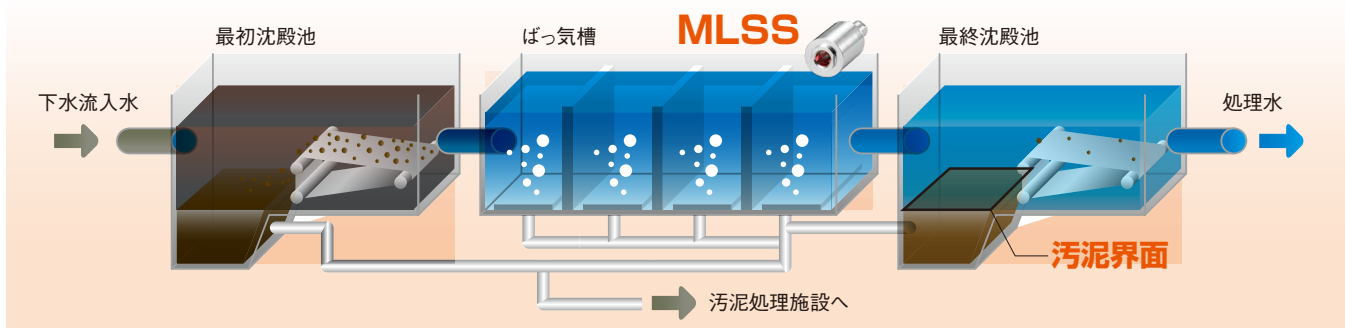 最初沈殿池
ばっ気槽
MLSS
最終沈殿池
下水流入水
処理水
汚泥界面
汚泥処理施設へ